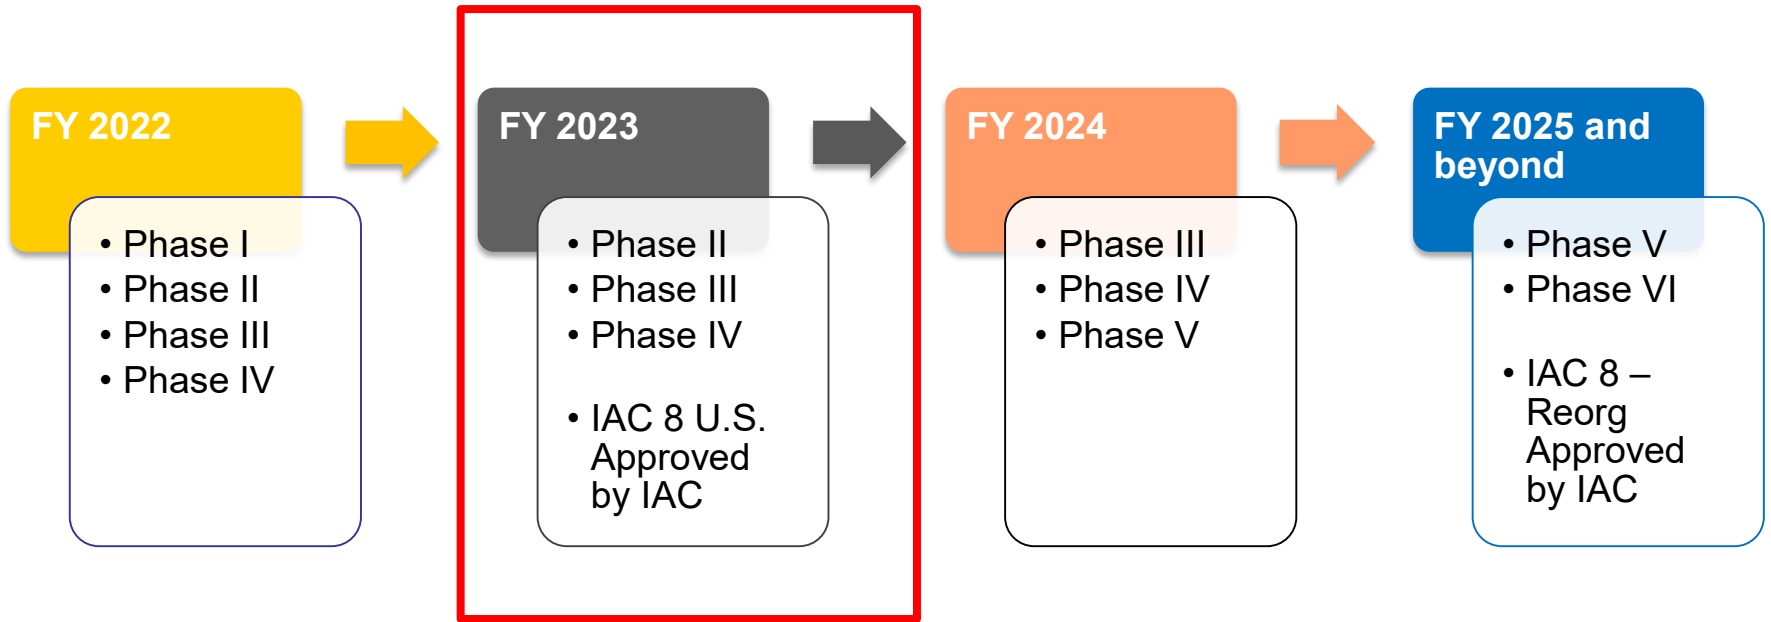 FY 2022
• Phase I
• Phase II
• Phase III
• Phase IV
FY 2023
• Phase II
• Phase III
• Phase IV
• IAC 8 U.S.
Approved
by IAC
FY 2024
• Phase III
• Phase IV
• Phase V
FY 2025 and
beyond
• Phase V
• Phase VI
• IAC 8 –
Reorg
Approved
by IAC